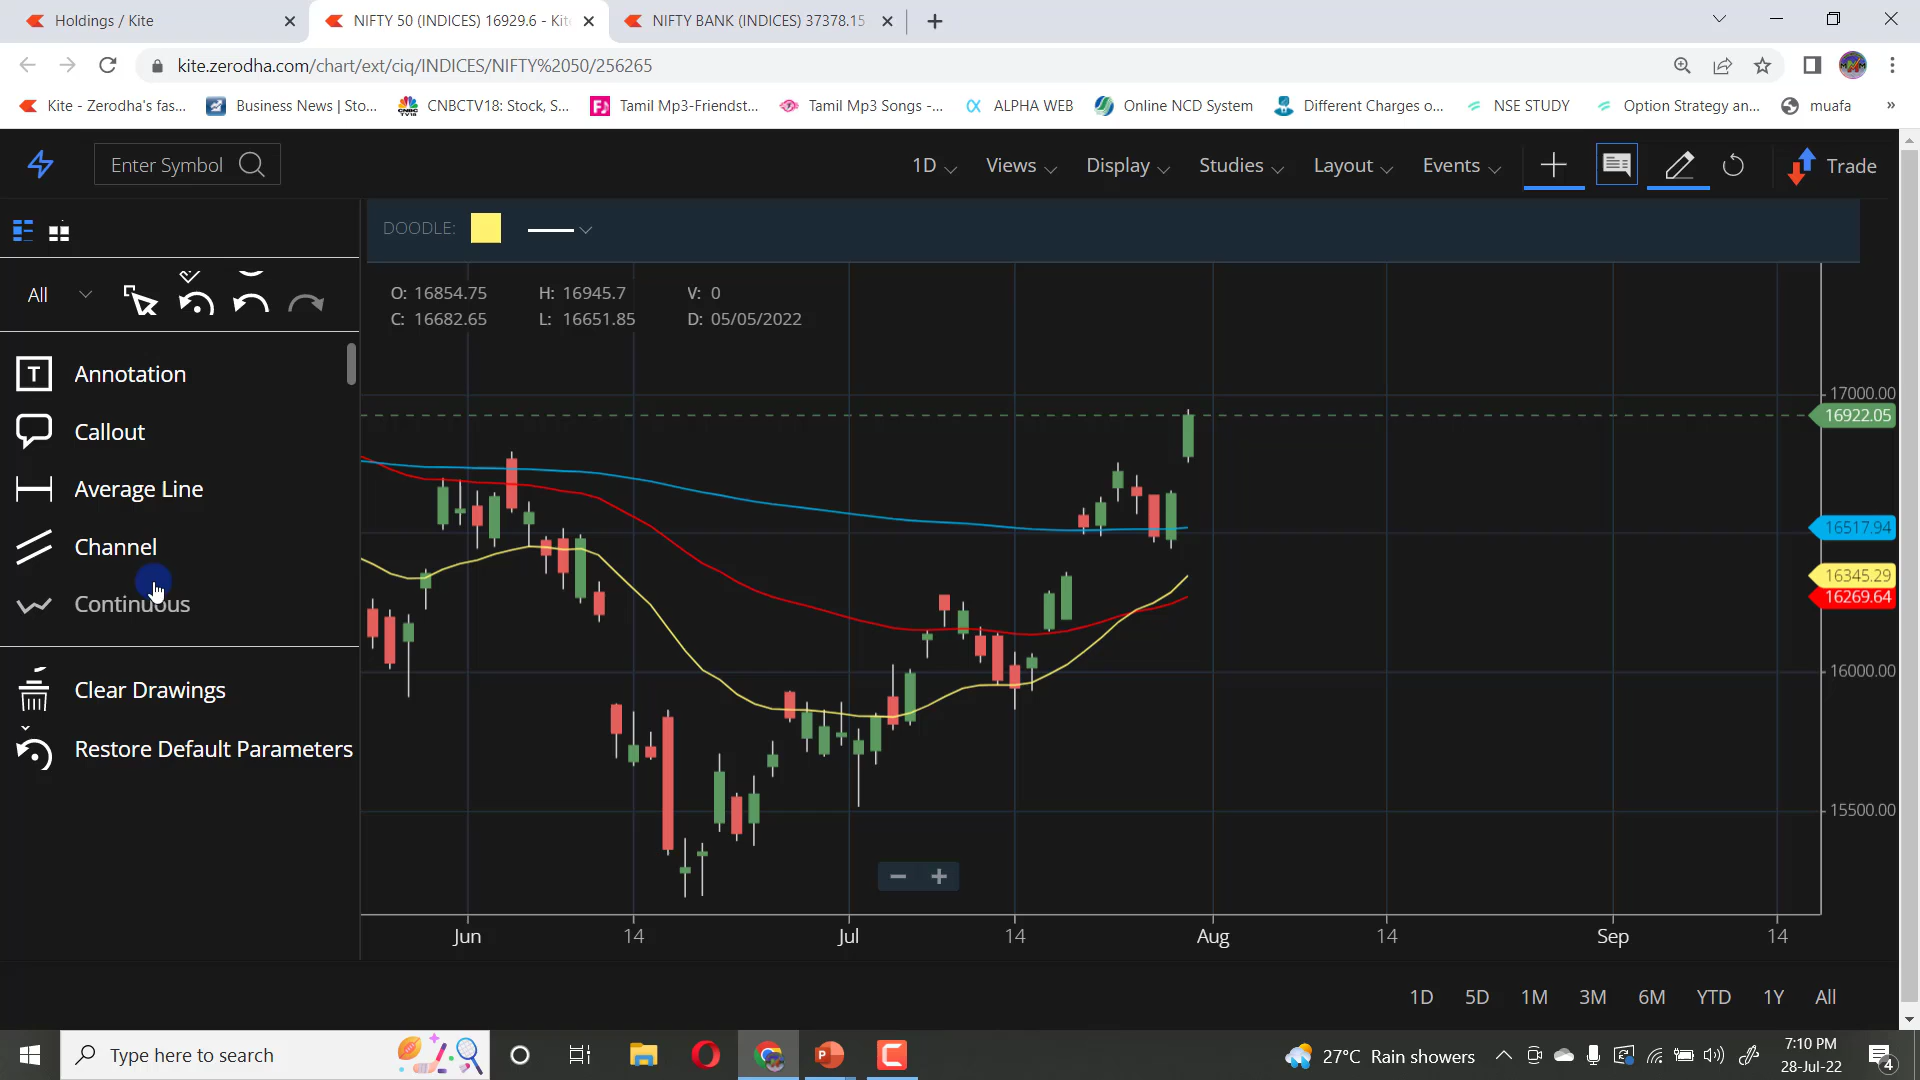 Holdings / Kite
NIFTY 50 (INDICES) 16929.6 - Kit
NIFTY BANK (INDICES) 37378.15
kite.zerodha.com/chart/ext/ciq/INDICES/NIFTY%2050/256265
Kite - Zerodha's fas...
Business News | Sto...
CNBCTV18: Stock, S...
Tamil Mp3-Friendst...
Tamil Mp3 Songs -...
ALPHA WEB
Online NCD System
Different Charges o...
NSE STUDY
Option Strategy an...
muafa
»
Enter Symbol
1D
Views
Display
Studies
Layout
Events
Trade
DOODLE:
All
O: 16854.75 H: 16945.7 V: 0
C: 16682.65 L: 16651.85 D: 05/05/2022
T Annotation
Callout
Average Line
Channel
Continuous
Clear Drawings
Restore Default Parameters
17000.00
16922.05
16517.94
16345.29
16269.64
16000.00
15500.00
Jun 14 Jul 14 Aug 14 Sep 14
1D 5D 1M 3M 6M YTD 1Y All
Type here to search
27°C Rain showers
7:10 PM
28-Jul-22
4